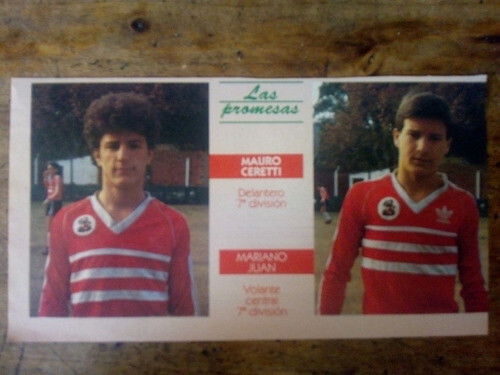 Las
promesas
MAURO
CERETTI
Delantero
7ª división
MARIANO
JUAN
Volante
central
7ª división